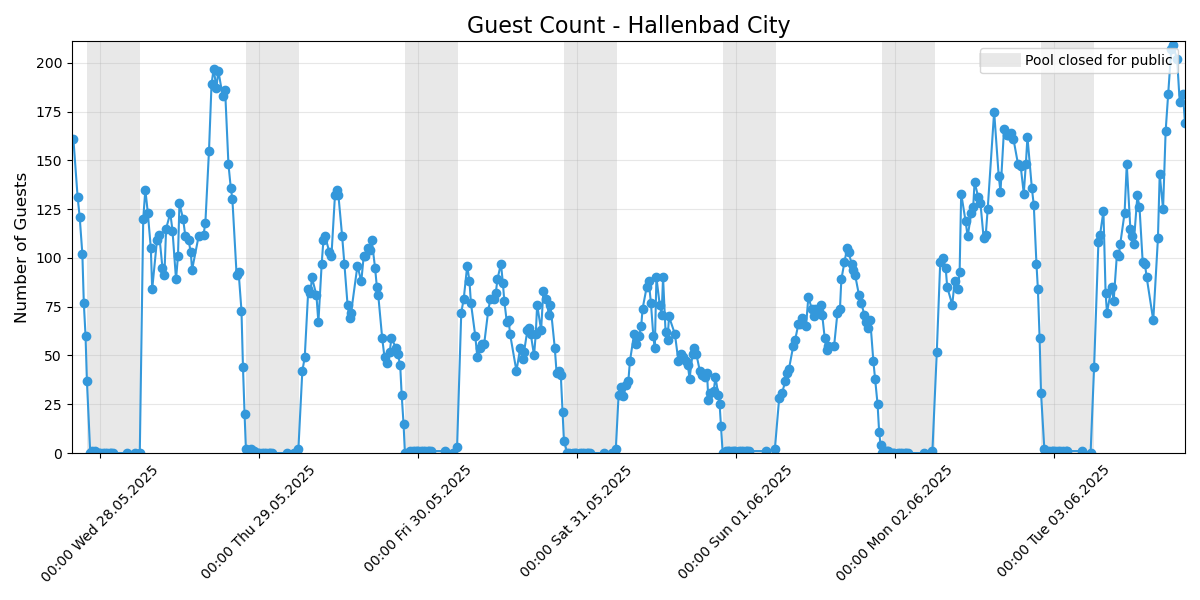 Guest Count - Hallenbad City
Pool closed for public
Number of Guests
200
175
150
125
100
75
50
25
0
00:00 Wed 28.05.2025
00:00 Thu 29.05.2025
00:00 Fri 30.05.2025
00:00 Sat 31.05.2025
00:00 Sun 01.06.2025
00:00 Mon 02.06.2025
00:00 Tue 03.06.2025